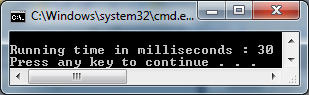 C:\Windows\system32\cmd.e...
Running time in milliseconds : 30
Press any key to continue . . .